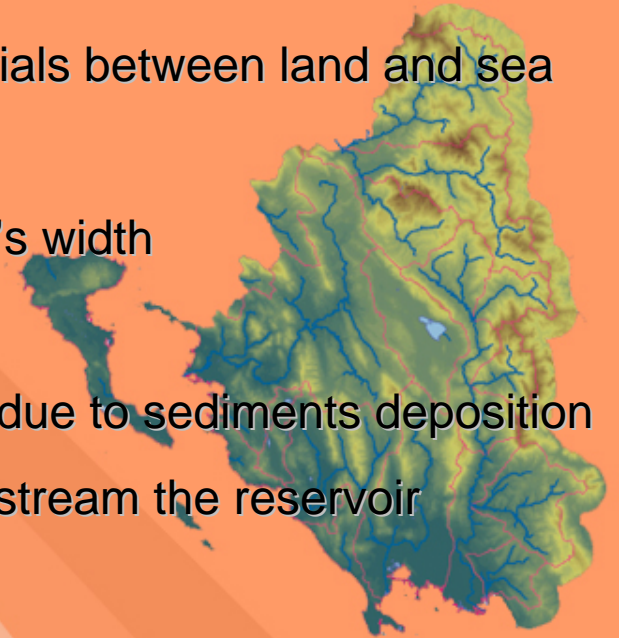 ials between land and sea
's width
due to sediments deposition
stream the reservoir